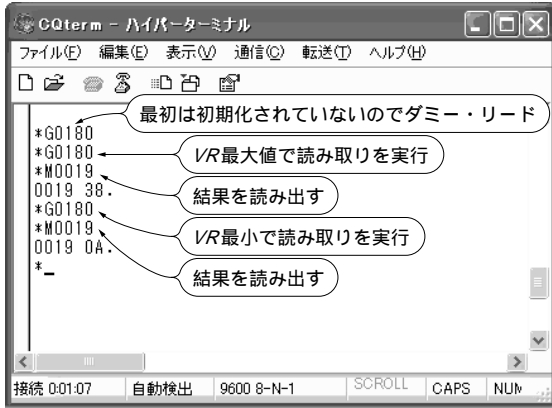 CQterm - ハイパーターミナル
ファイル(F) 編集(E) 表示(V) 通信(C) 転送(T) ヘルプ(H)
最初は初期化されていないのでダミー・リード
*G0180
*G0180
VR最大値で読み取りを実行
*M0019
0019 38.
結果を読み出す
*G0180
VR最小で読み取りを実行
*M0019
0019 0A.
結果を読み出す
*_
接続 0:01:07 自動検出 9600 8-N-1 SCROLL CAPS NUM